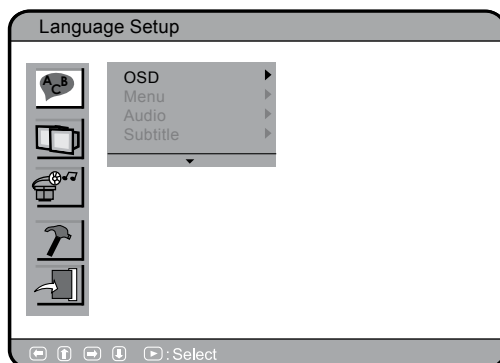 Language Setup
A C B
OSD
Menu
Audio
Subtitle
: Select